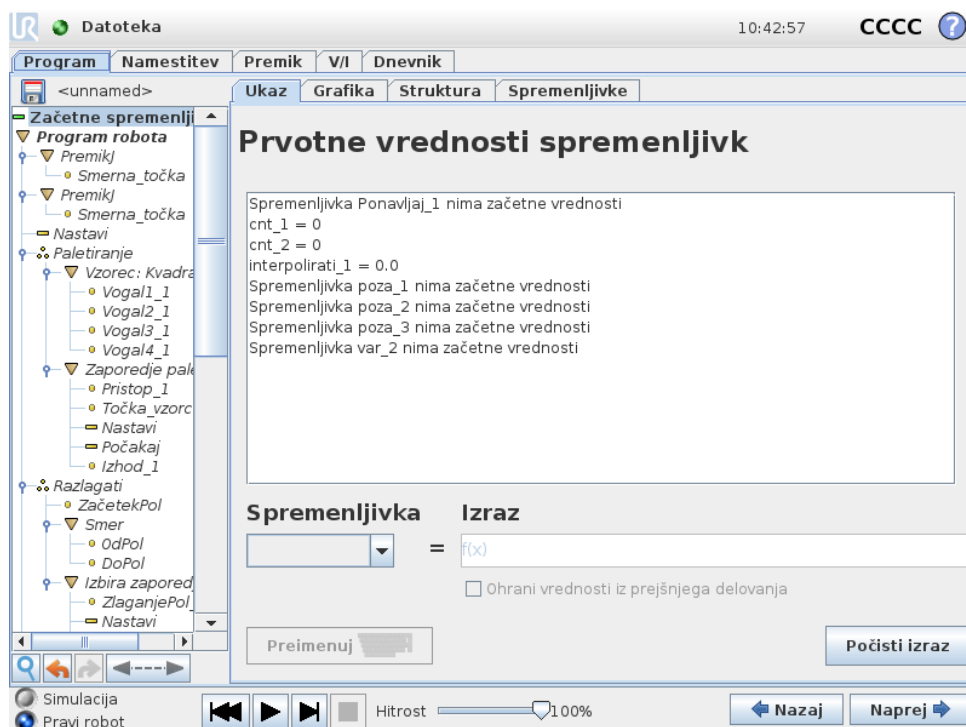 UR Datoteka 10:42:57 CCCC ?
Program Namestitev Premik V/I Dnevnik
<unnamed>
Ukaz Grafika Struktura Spremenljivke
Začetne spremenlji
Program robota
PremikJ
Smerna_točka
PremikJ
Smerna_točka
Nastavi
Paletiranje
Vzorec: Kvadra
Vogal1_1
Vogal2_1
Vogal3_1
Vogal4_1
Zaporedje pale
Pristop_1
Točka_vzorc
Nastavi
Počakaj
Izhod_1
Razlagati
ZačetekPol
Smer
OdPol
DoPol
Izbira zapored
ZlaganjePol_
Nastavi
Prvotne vrednosti spremenljivk
Spremenljivka Ponavljaj_1 nima začetne vrednosti
cnt_1 = 0
cnt_2 = 0
interpolirati_1 = 0.0
Spremenljivka poza_1 nima začetne vrednosti
Spremenljivka poza_2 nima začetne vrednosti
Spremenljivka poza_3 nima začetne vrednosti
Spremenljivka var_2 nima začetne vrednosti
Spremenljivka Izraz
= f(x)
Ohrani vrednosti iz prejšnjega delovanja
Preimenuj
Počisti izraz
Simulacija
Pravi robot
Hitrost 100%
Nazaj Naprej